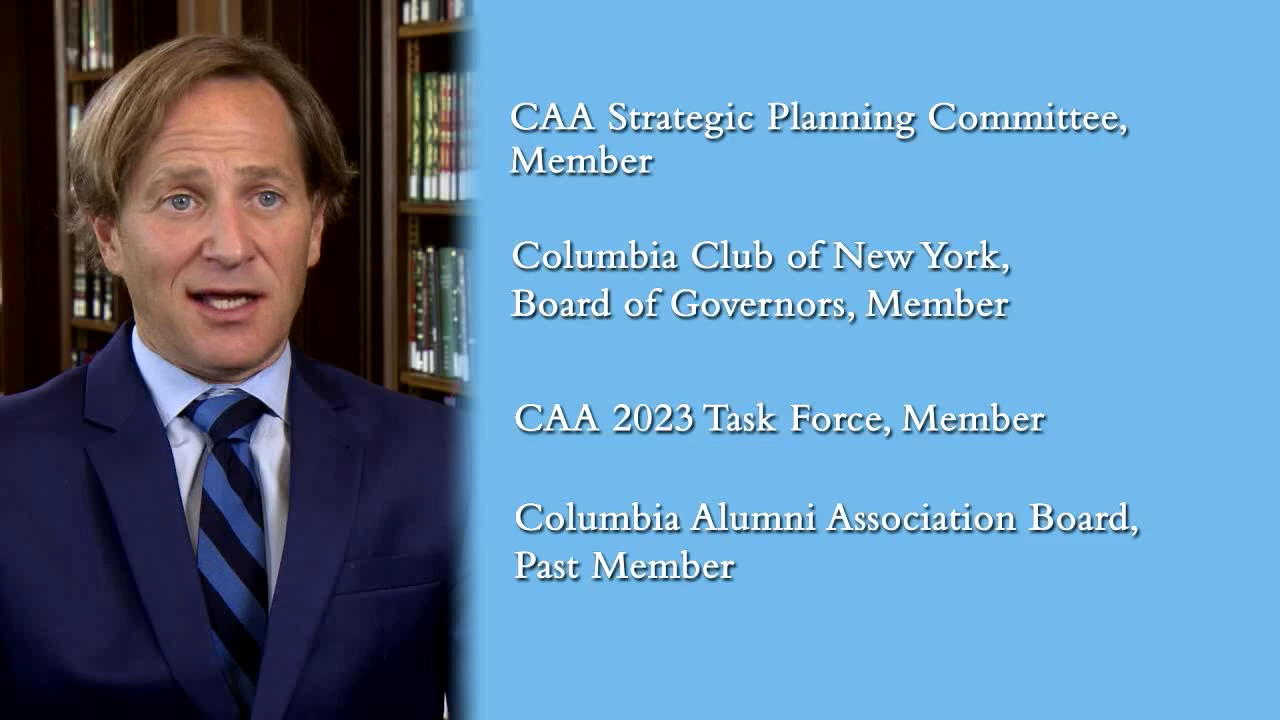 CAA Strategic Planning Committee,
Member
Columbia Club of New York,
Board of Governors, Member
CAA 2023 Task Force, Member
Columbia Alumni Association Board,
Past Member